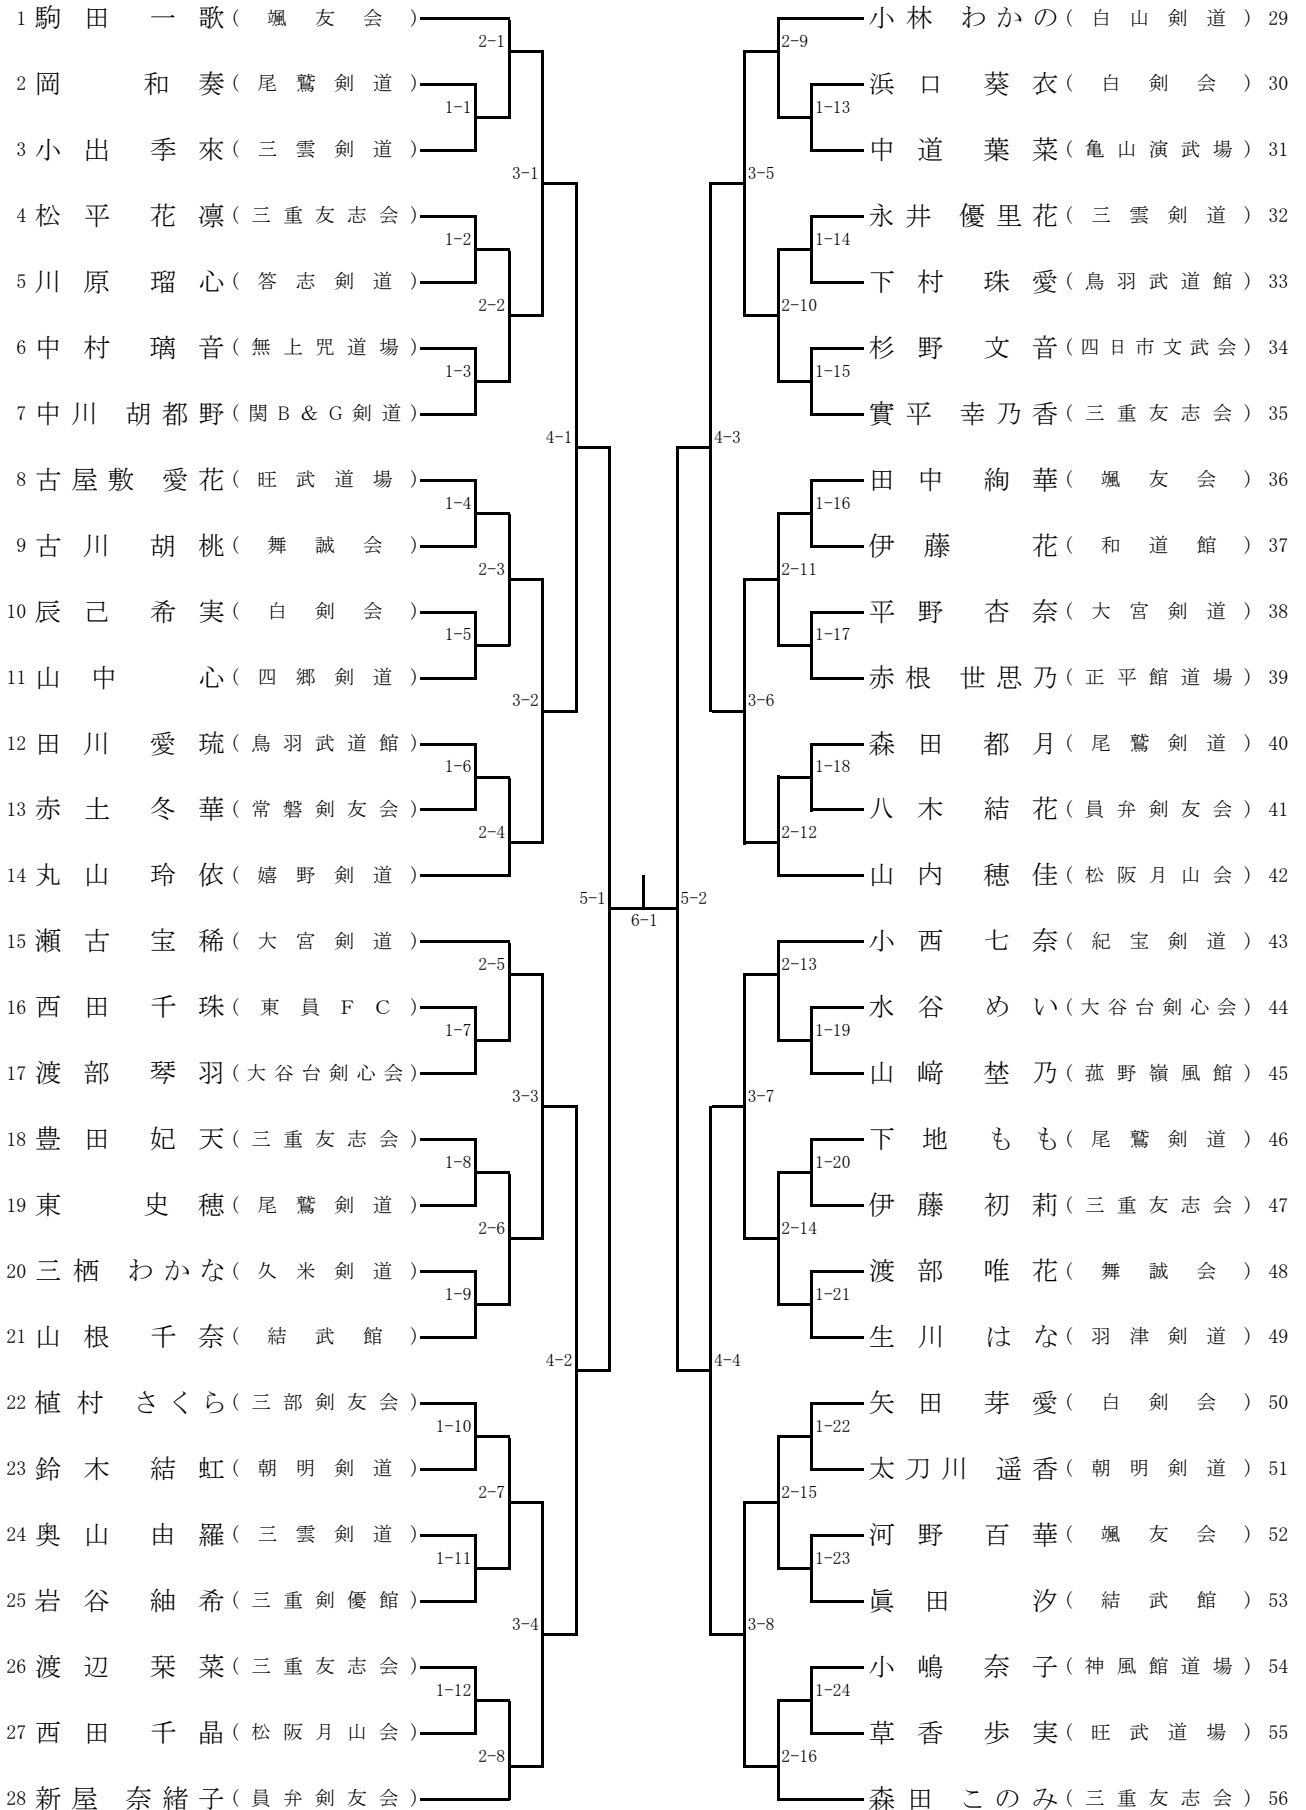 1 駒田 一歌 (颯友会)
2-1
2 岡 和奏 (尾鷲剣道)
1-1
3 小出 季來 (三雲剣道)
3-1
4 松平 花凛 (三重友志会)
1-2
5 川原 瑠心 (答志剣道)
2-2
6 中村 璃音 (無上兕道場)
1-3
7 中川 胡都野 (関B&G剣道)
4-1
8 古屋敷 愛花 (旺武道場)
1-4
9 古川 胡桃 (舞誠会)
2-3
10 辰己 希実 (白剣会)
1-5
11 山中 心 (四郷剣道)
3-2
12 田川 愛琉 (鳥羽武道館)
1-6
13 赤土 冬華 (常磐剣友会)
2-4
14 丸山 玲依 (嬉野剣道)
5-1
15 瀬古 宝稀 (大宮剣道)
2-5
16 西田 千珠 (東員FC)
1-7
17 渡部 琴羽 (大谷台剣心会)
3-3
18 豊田 妃天 (三重友志会)
1-8
19 東 史穂 (尾鷲剣道)
2-6
20 三栖 わかな (久米剣道)
1-9
21 山根 千奈 (結武館)
4-2
22 植村 さくら (三部剣友会)
1-10
23 鈴木 結虹 (朝明剣道)
2-7
24 奥山 由羅 (三雲剣道)
1-11
25 岩谷 紬希 (三重剣優館)
3-4
26 渡辺 栞菜 (三重友志会)
1-12
27 西田 千晶 (松阪月山会)
2-8
28 新屋 奈緒子 (員弁剣友会)
6-1
小林 わかの (白山剣道) 29
2-9
浜口 葵衣 (白剣会) 30
1-13
中道 葉菜 (亀山演武場) 31
3-5
永井 優里花 (三雲剣道) 32
1-14
下村 珠愛 (鳥羽武道館) 33
2-10
杉野 文音 (四日市文武会) 34
1-15
實平 幸乃香 (三重友志会) 35
4-3
田中 絢華 (颯友会) 36
1-16
伊藤 花 (和道館) 37
2-11
平野 杏奈 (大宮剣道) 38
1-17
赤根 世思乃 (正平館道場) 39
3-6
森田 都月 (尾鷲剣道) 40
1-18
八木 結花 (員弁剣友会) 41
2-12
山内 穂佳 (松阪月山会) 42
5-2
小西 七奈 (紀宝剣道) 43
2-13
水谷 めい (大谷台剣心会) 44
1-19
山﨑 埜乃 (菰野嶺風館) 45
3-7
下地 もも (尾鷲剣道) 46
1-20
伊藤 初莉 (三重友志会) 47
2-14
渡部 唯花 (舞誠会) 48
1-21
生川 はな (羽津剣道) 49
4-4
矢田 芽愛 (白剣会) 50
1-22
太刀川 遥香 (朝明剣道) 51
2-15
河野 百華 (颯友会) 52
1-23
眞田 汐 (結武館) 53
3-8
小嶋 奈子 (神風館道場) 54
1-24
草香 歩実 (旺武道場) 55
2-16
森田 このみ (三重友志会) 56